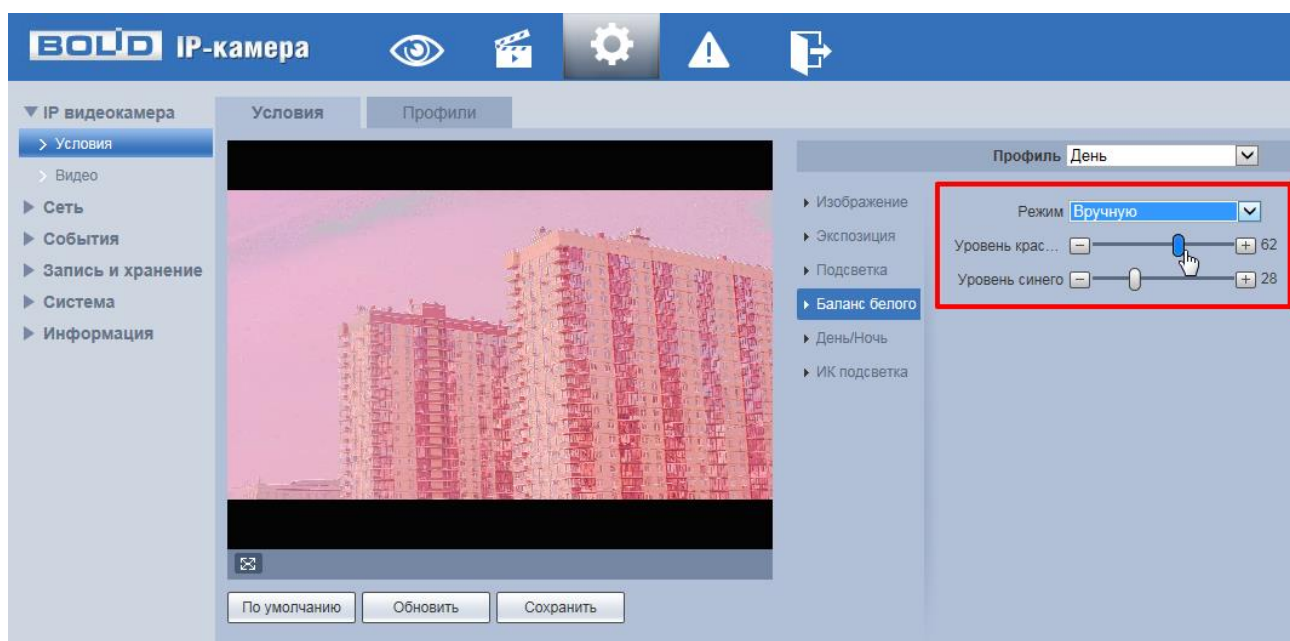 BOLID IP-камера
IP видеокамера
Условия
Видео
Сеть
События
Запись и хранение
Система
Информация
Условия
Профили
По умолчанию
Обновить
Сохранить
Изображение
Экспозиция
Подсветка
Баланс белого
День/Ночь
ИК подсветка
Профиль День
Режим Вручную
Уровень крас... 62
Уровень синего 28